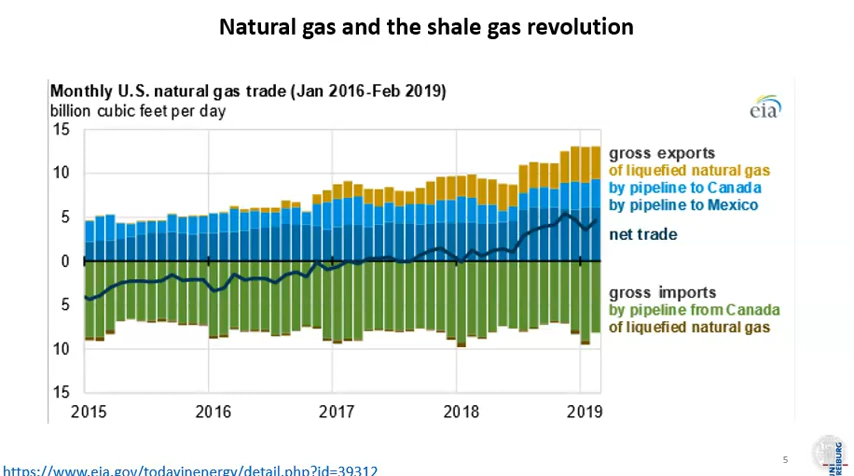 Natural gas and the shale gas revolution
Monthly U.S. natural gas trade (Jan 2016-Feb 2019)
billion cubic feet per day
eia
15
10
5
0
5
10
15
2015
2016
2017
2018
2019
gross exports
of liquefied natural gas
by pipeline to Canada
by pipeline to Mexico
net trade
gross imports
by pipeline from Canada
of liquefied natural gas
5
https://www.eia.gov/todayinenergy/detail.php?id=39312